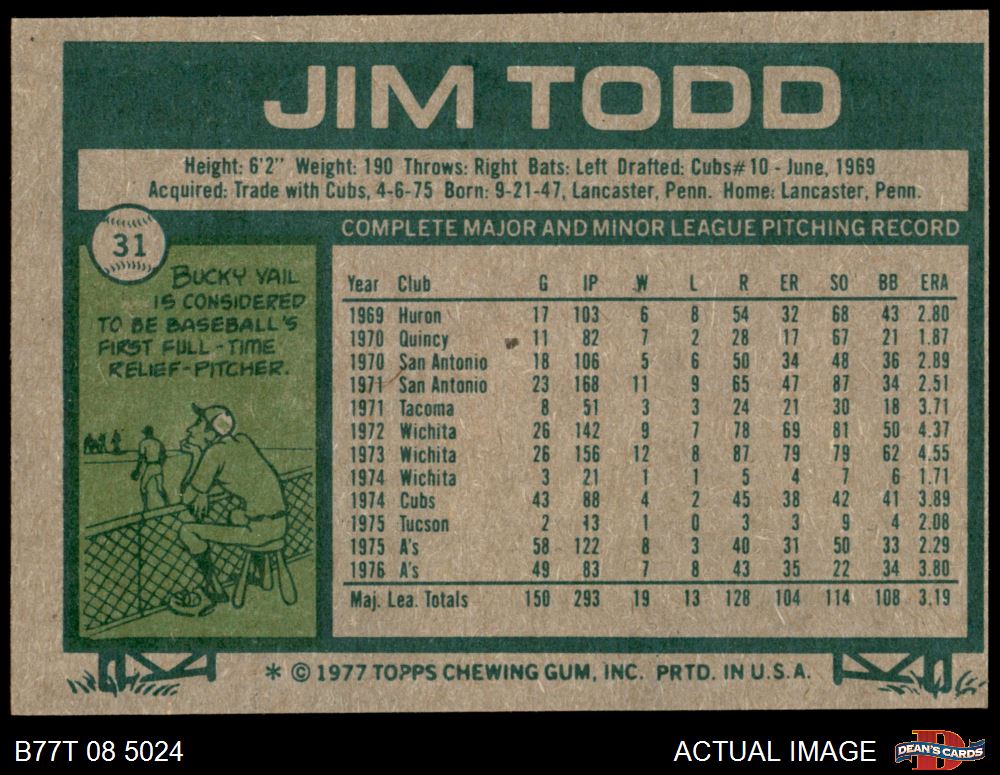 JIM TODD
Height: 6'2" Weight: 190 Throws: Right Bats: Left Drafted: Cubs #10 - June, 1969
Acquired: Trade with Cubs, 4-6-75 Born: 9-21-47, Lancaster, Penn. Home: Lancaster, Penn.
31
BUCKY VAIL
IS CONSIDERED
TO BE BASEBALL'S
FIRST FULL-TIME
RELIEF-PITCHER.
COMPLETE MAJOR AND MINOR LEAGUE PITCHING RECORD
Year Club G IP W L R ER SO BB ERA
1969 Huron 17 103 6 8 54 32 68 43 2.80
1970 Quincy 11 82 7 2 28 17 67 21 1.87
1970 San Antonio 18 106 5 6 50 34 48 36 2.89
1971 San Antonio 23 168 11 9 65 47 87 34 2.51
1971 Tacoma 8 51 3 3 24 21 30 18 3.71
1972 Wichita 26 142 9 7 78 69 81 50 4.37
1973 Wichita 26 156 12 8 87 79 79 62 4.55
1974 Wichita 3 21 1 1 5 4 7 6 1.71
1974 Cubs 43 88 4 2 45 38 42 41 3.89
1975 Tucson 2 13 1 0 3 3 9 4 2.08
1975 A's 58 122 8 3 40 31 50 33 2.29
1976 A's 49 83 7 8 43 35 22 34 3.80
Maj. Lea. Totals 150 293 19 13 128 104 114 108 3.19
* © 1977 TOPPS CHEWING GUM, INC. PRTD. IN U.S.A.
B77T 08 5024
ACTUAL IMAGE
D
DEAN'S CARDS